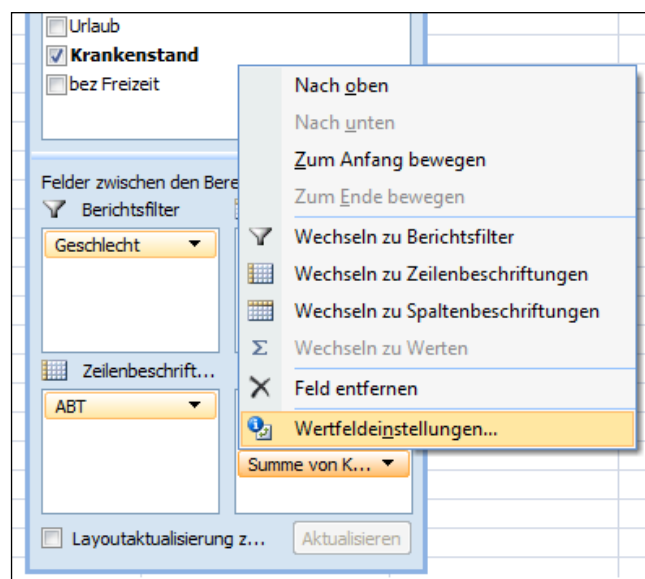 Urlaub
Krankenstand
bez Freizeit
Nach oben
Nach unten
Zum Anfang bewegen
Zum Ende bewegen
Wechseln zu Berichtsfilter
Wechseln zu Zeilenbeschriftungen
Wechseln zu Spaltenbeschriftungen
Σ Wechseln zu Werten
Feld entfernen
Wertfeldeinstellungen...
Felder zwischen den Bere
Berichtsfilter
Geschlecht
Zeilenbeschrift...
ABT
Summe von K...
Layoutaktualisierung z...
Aktualisieren